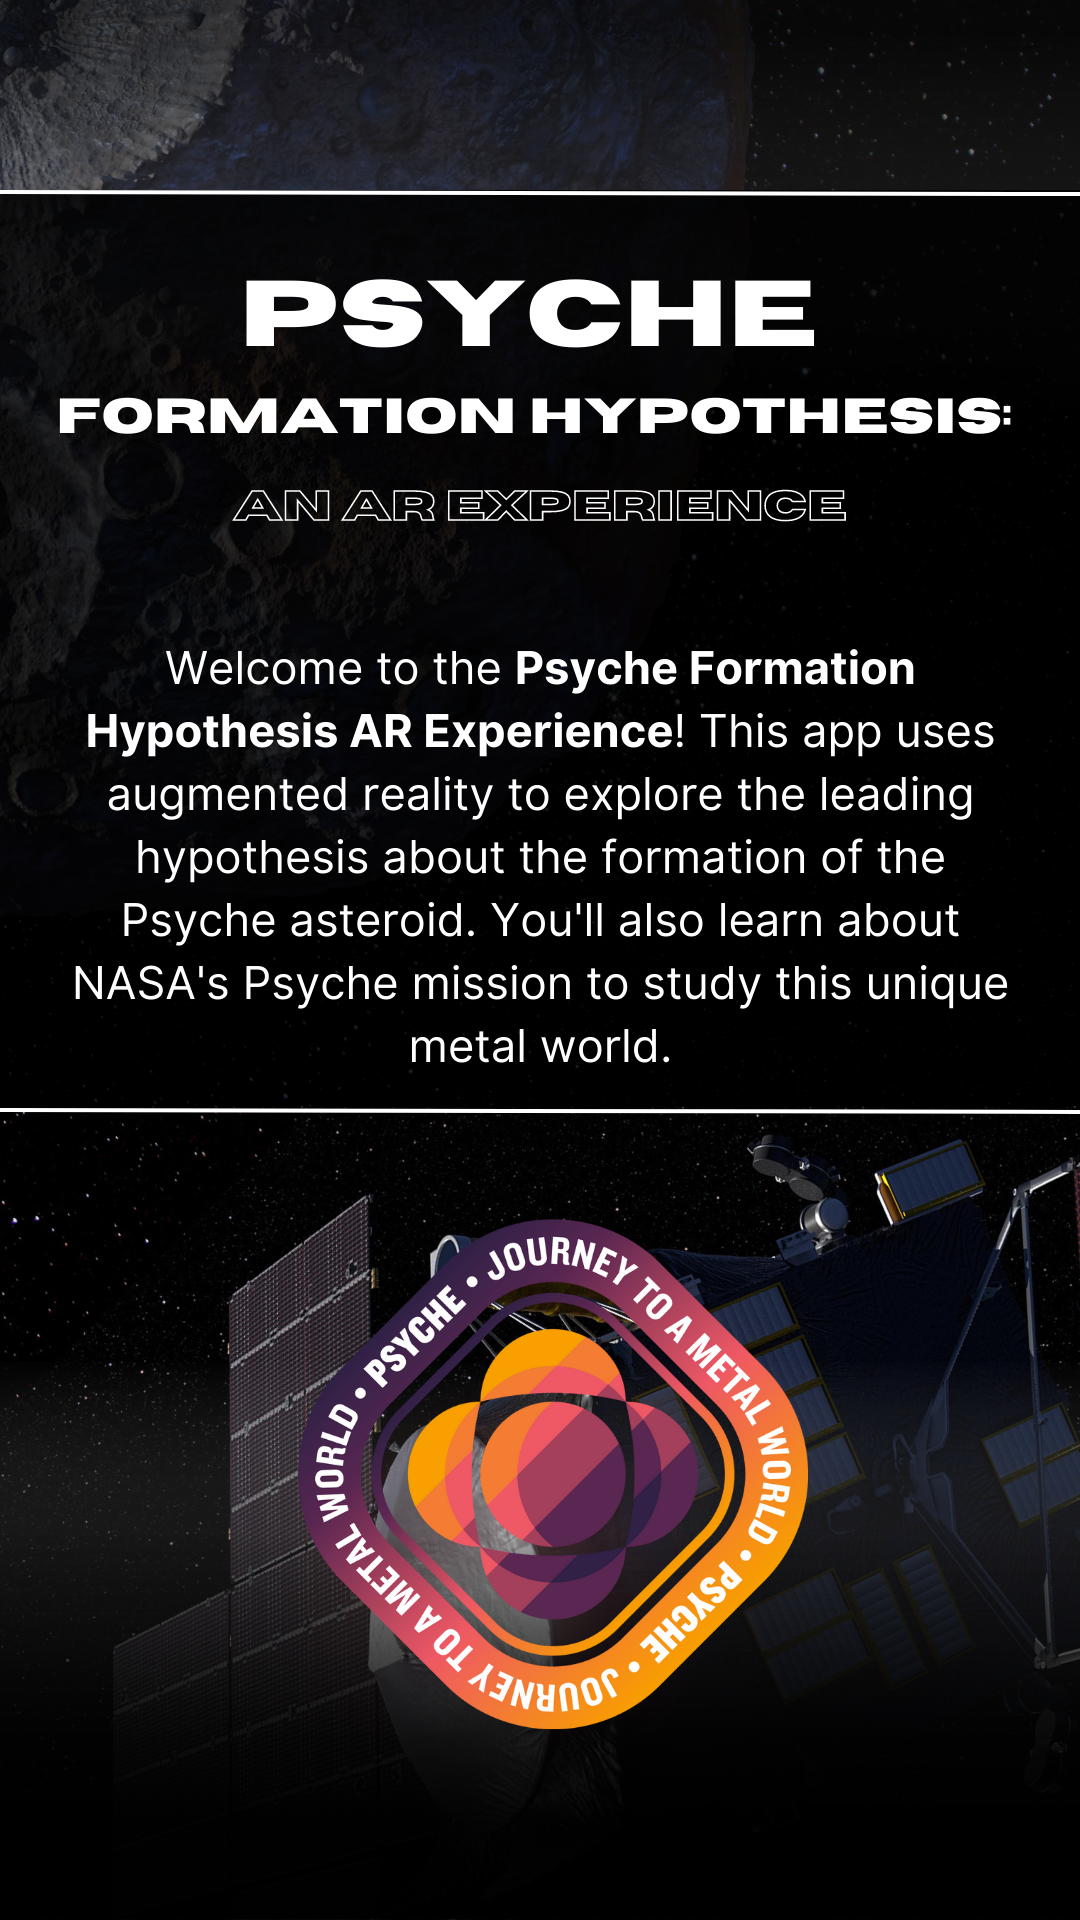 PSYCHE
FORMATION HYPOTHESIS:
AN AR EXPERIENCE
Welcome to the Psyche Formation
Hypothesis AR Experience! This app uses
augmented reality to explore the leading
hypothesis about the formation of the
Psyche asteroid. You'll also learn about
NASA's Psyche mission to study this unique
metal world.
PSYCHE • JOURNEY TO A METAL WORLD • PSYCHE • JOURNEY TO A METAL WORLD •